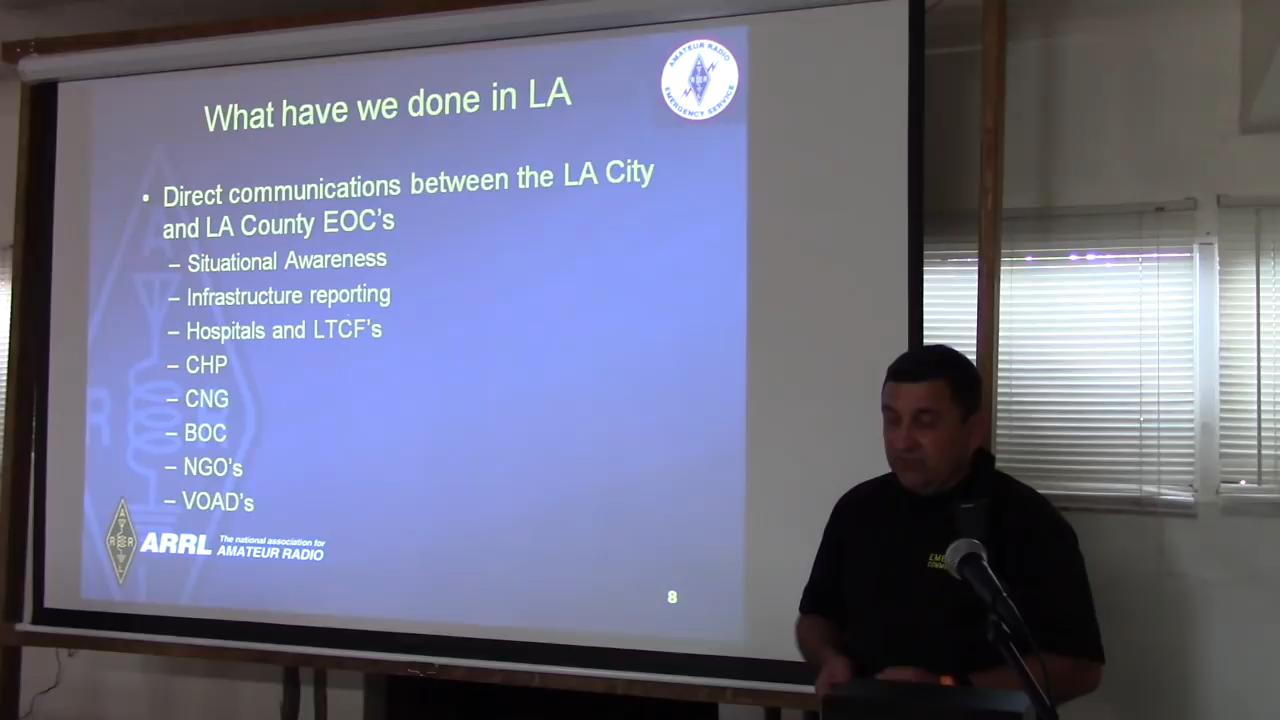 What have we done in LA
AMATEUR RADIO
EMERGENCY SERVICE
• Direct communications between the LA City
and LA County EOC's
– Situational Awareness
– Infrastructure reporting
– Hospitals and LTCF's
– CHP
– CNG
– BOC
– NGO's
– VOAD's
A
R R
L
ARRL The national association for
AMATEUR RADIO
8